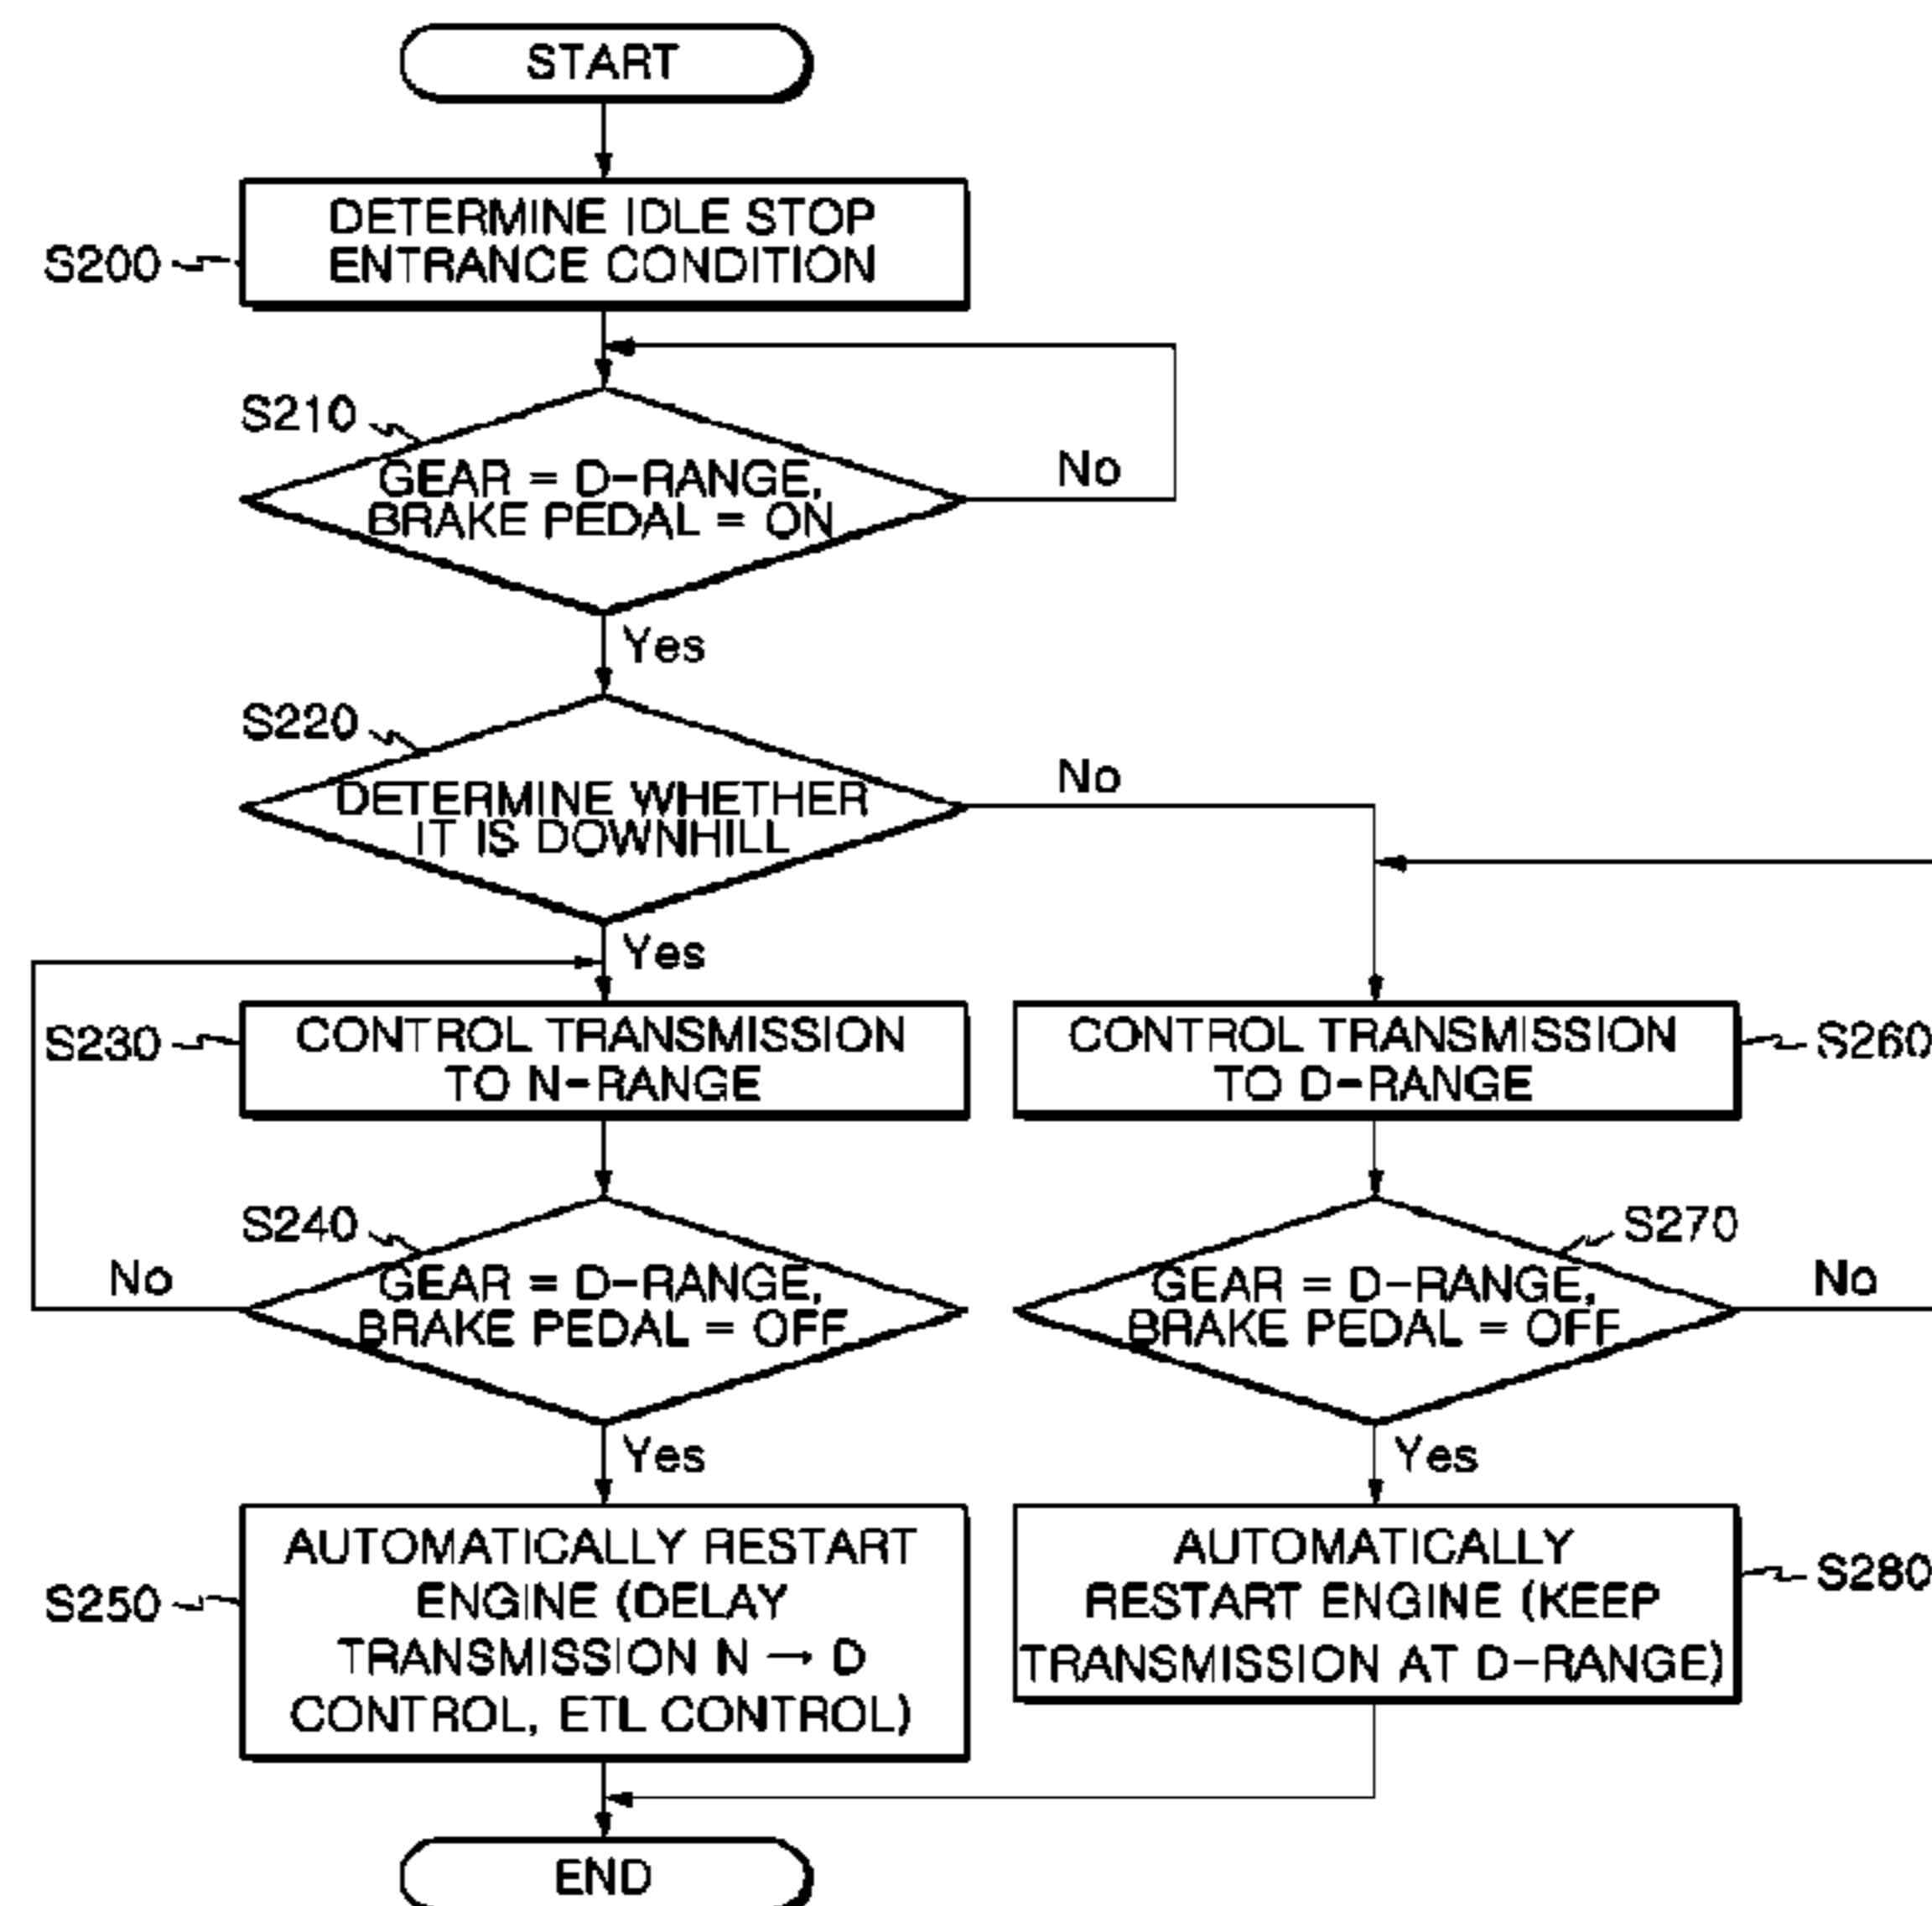 START
DETERMINE IDLE STOP
ENTRANCE CONDITION
S200
S210
GEAR = D-RANGE,
BRAKE PEDAL = ON
No
Yes
S220
DETERMINE WHETHER
IT IS DOWNHILL
No
Yes
S230
CONTROL TRANSMISSION
TO N-RANGE
CONTROL TRANSMISSION
TO D-RANGE
S260
S240
GEAR = D-RANGE,
BRAKE PEDAL = OFF
No
Yes
S270
GEAR = D-RANGE,
BRAKE PEDAL = OFF
No
Yes
S250
AUTOMATICALLY RESTART
ENGINE (DELAY
TRANSMISSION N → D
CONTROL, ETL CONTROL)
AUTOMATICALLY
RESTART ENGINE (KEEP
TRANSMISSION AT D-RANGE)
S280
END